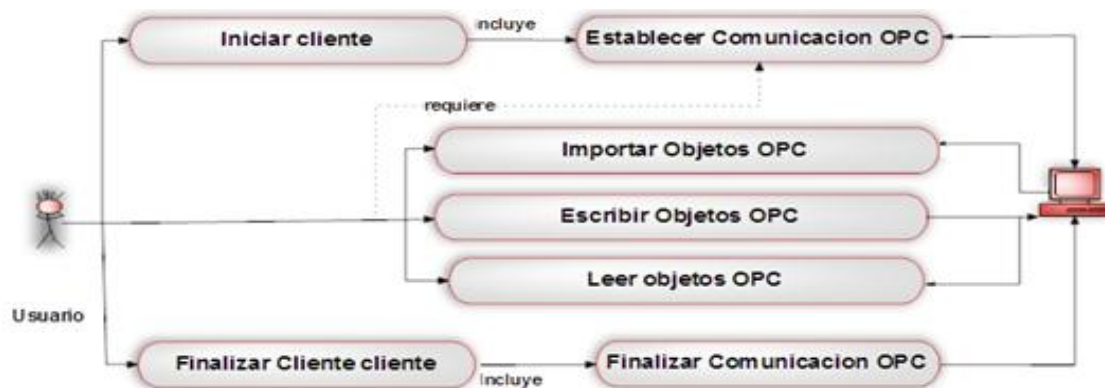 Iniciar cliente
incluye
Establecer Comunicacion OPC
requiere
Importar Objetos OPC
Escribir Objetos OPC
Leer objetos OPC
Usuario
Finalizar Cliente cliente
Incluye
Finalizar Comunicacion OPC